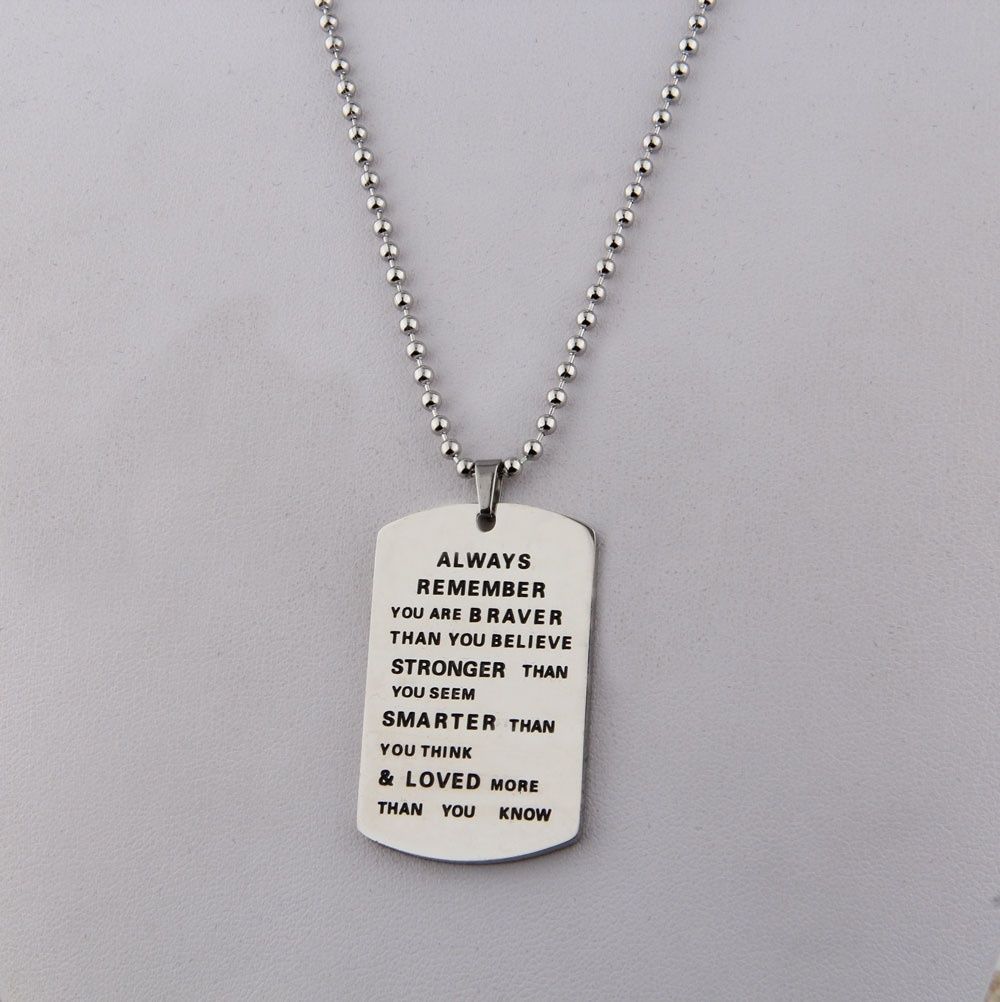 ALWAYS
REMEMBER
YOU ARE BRAVER
THAN YOU BELIEVE
STRONGER THAN
YOU SEEM
SMARTER THAN
YOU THINK
& LOVED MORE
THAN YOU KNOW